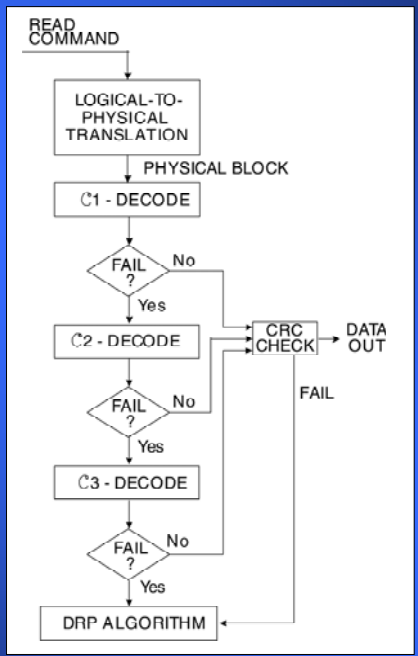 READ
COMMAND
LOGICAL-TO-
PHYSICAL
TRANSLATION
PHYSICAL BLOCK
C1 - DECODE
FAIL
?
No
Yes
C2 - DECODE
CRC
CHECK
DATA
OUT
FAIL
FAIL
?
No
Yes
C3 - DECODE
FAIL
?
No
Yes
DRP ALGORITHM